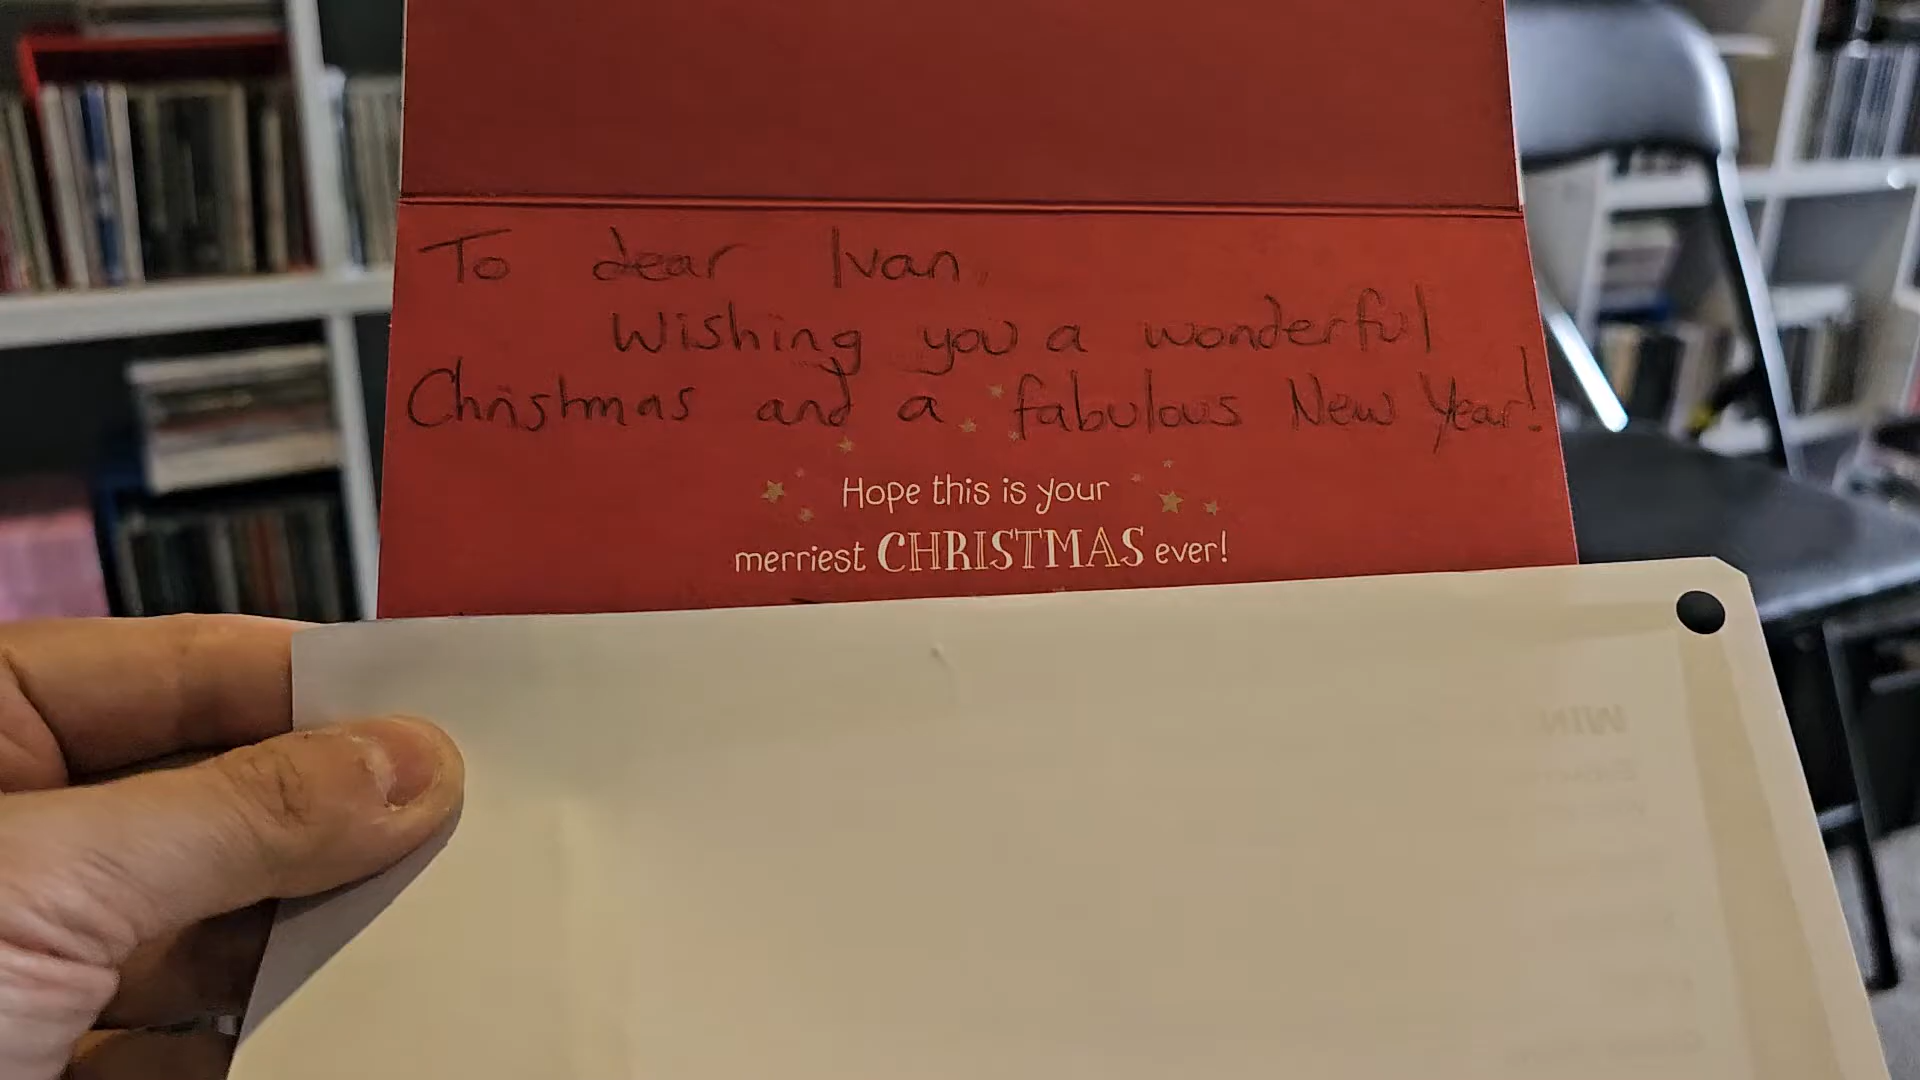 To dear Ivan,
Wishing you a wonderful
Christmas and a fabulous New Year!
Hope this is your
merriest CHRISTMAS ever!